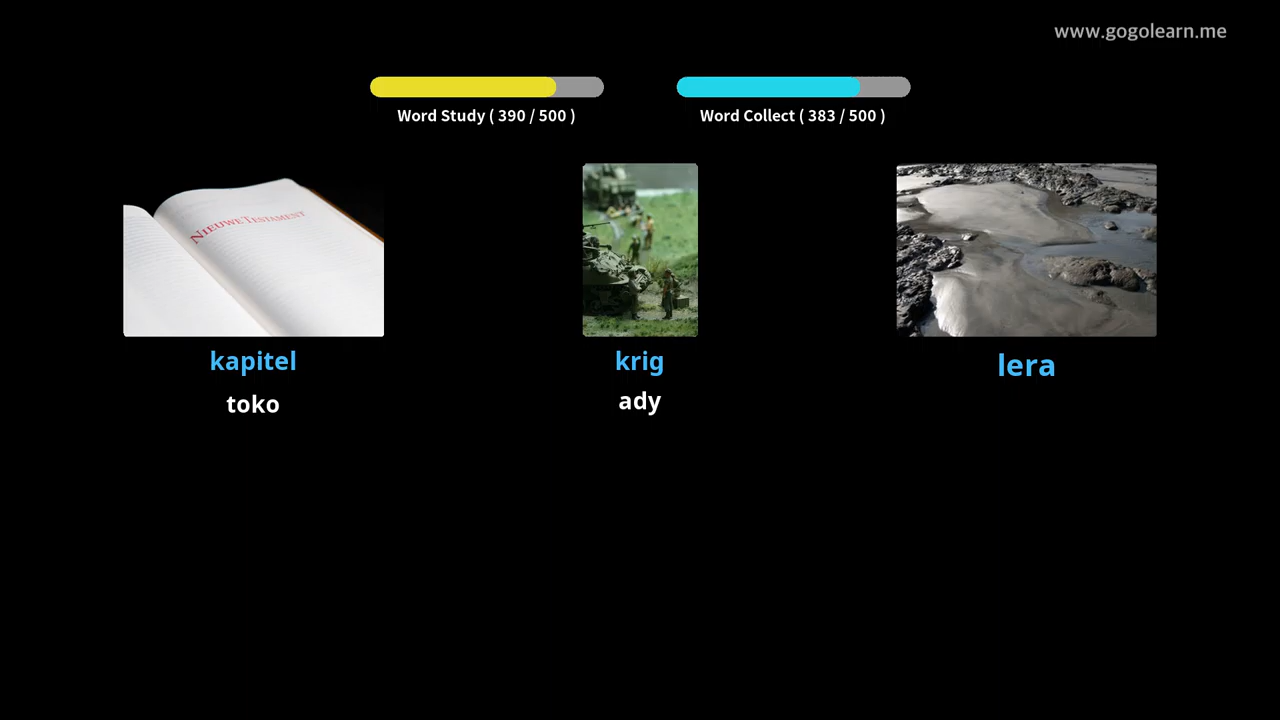 www.gogolearn.me
Word Study ( 390 / 500 )
Word Collect ( 383 / 500 )
NIEUWE TESTAMENT
kapitel
krig
lera
toko
ady